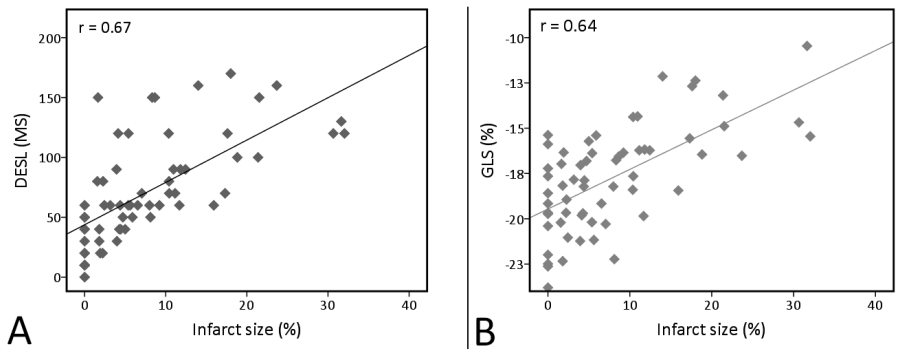 r = 0.67
DESL (MS)
200
150
100
50
0
0 10 20 30 40
Infarct size (%)
A
r = 0.64
GLS (%)
-10
-13
-15
-18
-20
-23
0 10 20 30 40
Infarct size (%)
B